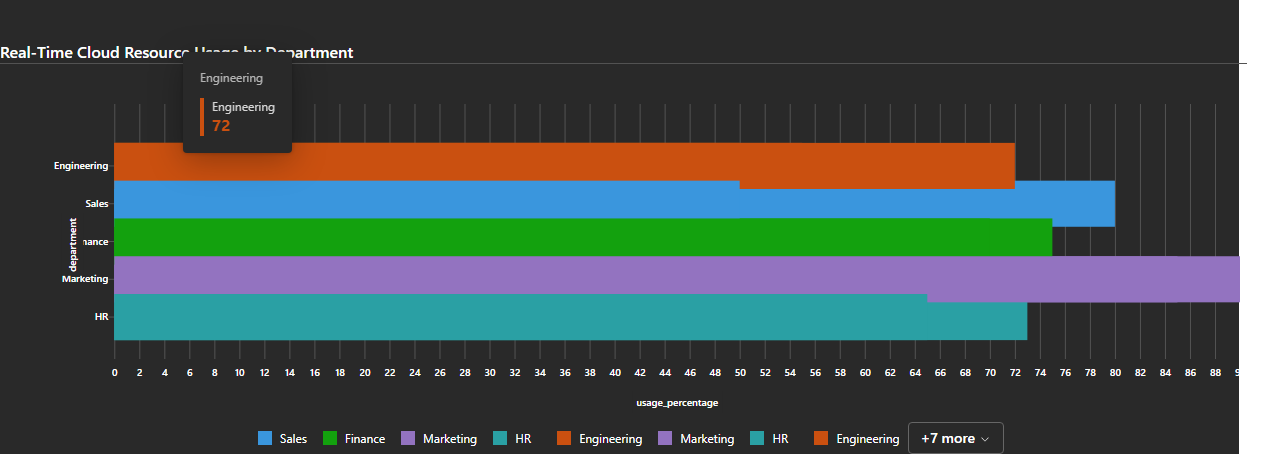 Real-Time Cloud Resource Usage by Department
Engineering
Engineering
72
Engineering
Sales
nance
Marketing
HR
department
0 2 4 6 8 10 12 14 16 18 20 22 24 26 28 30 32 34 36 38 40 42 44 46 48 50 52 54 56 58 60 62 64 66 68 70 72 74 76 78 80 82 84 86 88
usage_percentage
Sales Finance Marketing HR Engineering Marketing HR Engineering +7 more